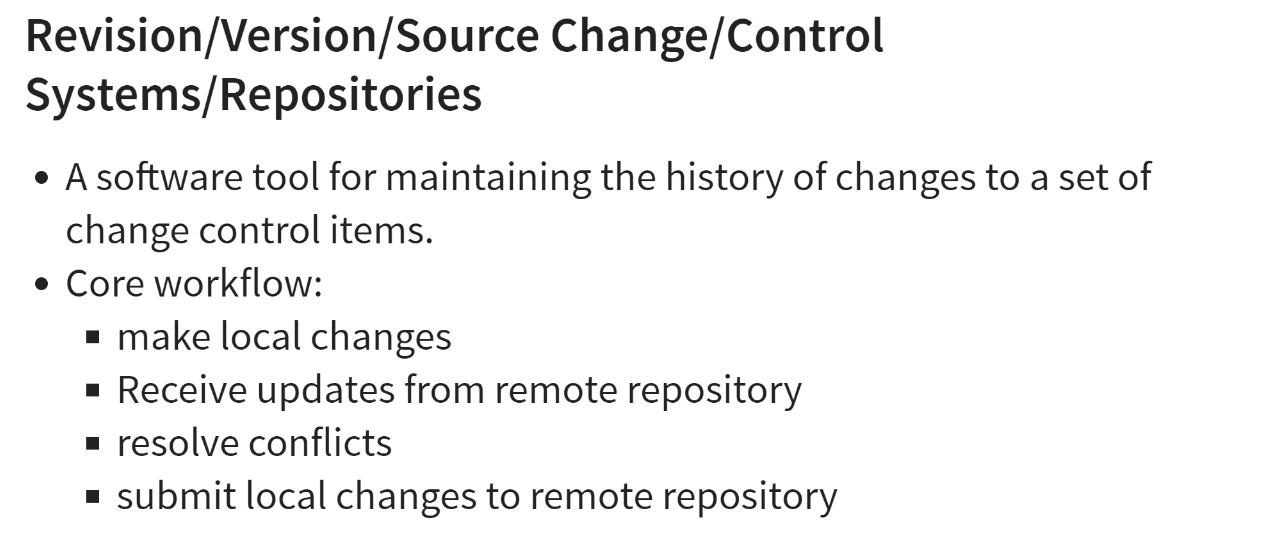 Revision/Version/Source Change/Control
Systems/Repositories
• A software tool for maintaining the history of changes to a set of
change control items.
• Core workflow:
▪ make local changes
▪ Receive updates from remote repository
▪ resolve conflicts
▪ submit local changes to remote repository